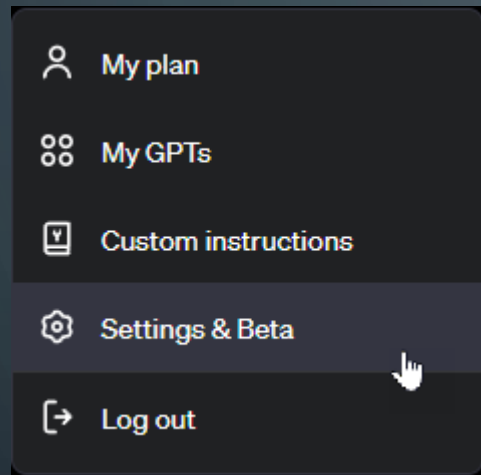 My plan
My GPTs
Custom instructions
Settings & Beta
Log out